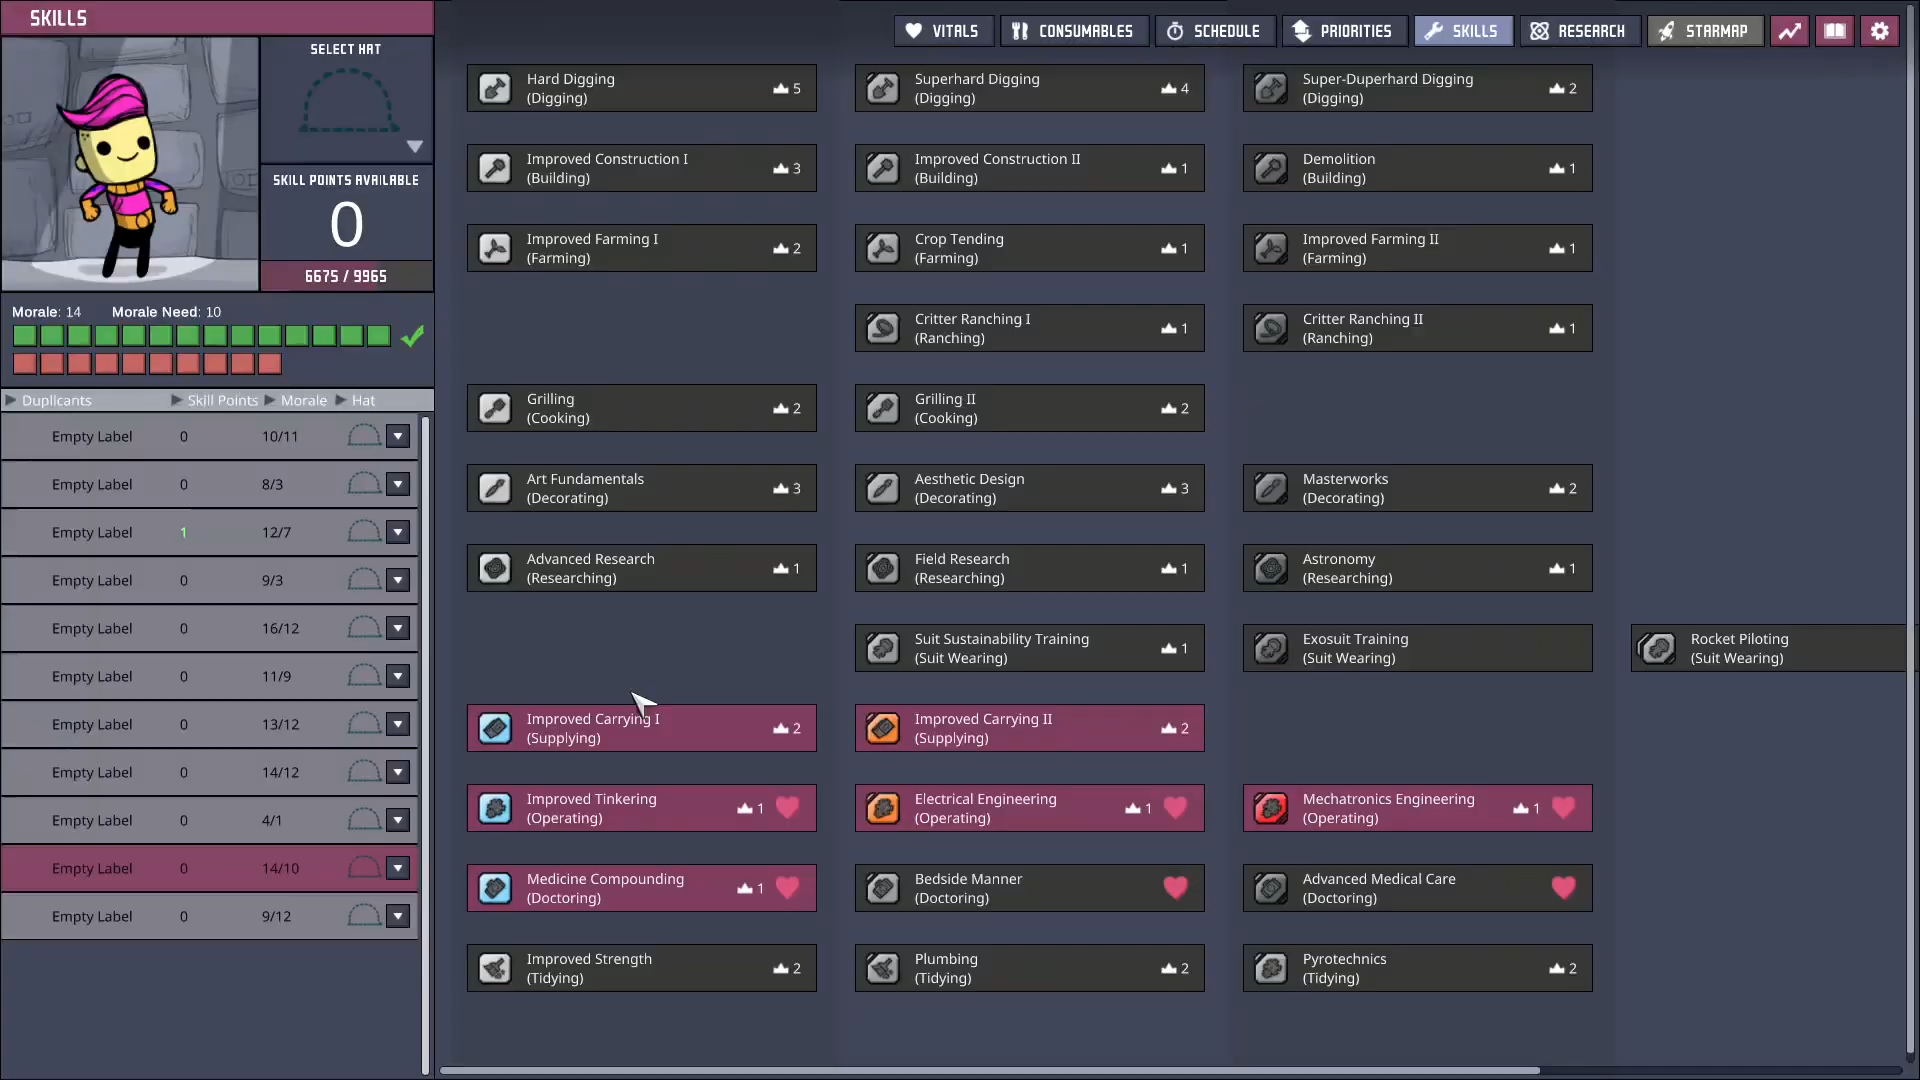 SKILLS
SELECT HAT
SKILL POINTS AVAILABLE
0
6675 / 9965
Morale: 14 Morale Need: 10
Duplicants Skill Points Morale Hat
Empty Label 0 10/11
Empty Label 0 8/3
Empty Label 1 12/7
Empty Label 0 9/3
Empty Label 0 16/12
Empty Label 0 11/9
Empty Label 0 13/12
Empty Label 0 14/12
Empty Label 0 4/1
Empty Label 0 14/10
Empty Label 0 9/12
VITALS CONSUMABLES SCHEDULE PRIORITIES SKILLS RESEARCH STARMAP
Hard Digging
(Digging)
5
Superhard Digging
(Digging)
4
Super-Duperhard Digging
(Digging)
2
Improved Construction I
(Building)
3
Improved Construction II
(Building)
1
Demolition
(Building)
1
Improved Farming I
(Farming)
2
Crop Tending
(Farming)
1
Improved Farming II
(Farming)
1
Critter Ranching I
(Ranching)
1
Critter Ranching II
(Ranching)
1
Grilling
(Cooking)
2
Grilling II
(Cooking)
2
Art Fundamentals
(Decorating)
3
Aesthetic Design
(Decorating)
3
Masterworks
(Decorating)
2
Advanced Research
(Researching)
1
Field Research
(Researching)
1
Astronomy
(Researching)
1
Suit Sustainability Training
(Suit Wearing)
1
Exosuit Training
(Suit Wearing)
Rocket Piloting
(Suit Wearing)
Improved Carrying I
(Supplying)
2
Improved Carrying II
(Supplying)
2
Improved Tinkering
(Operating)
1
Electrical Engineering
(Operating)
1
Mechatronics Engineering
(Operating)
1
Medicine Compounding
(Doctoring)
1
Bedside Manner
(Doctoring)
Advanced Medical Care
(Doctoring)
Improved Strength
(Tidying)
2
Plumbing
(Tidying)
2
Pyrotechnics
(Tidying)
2